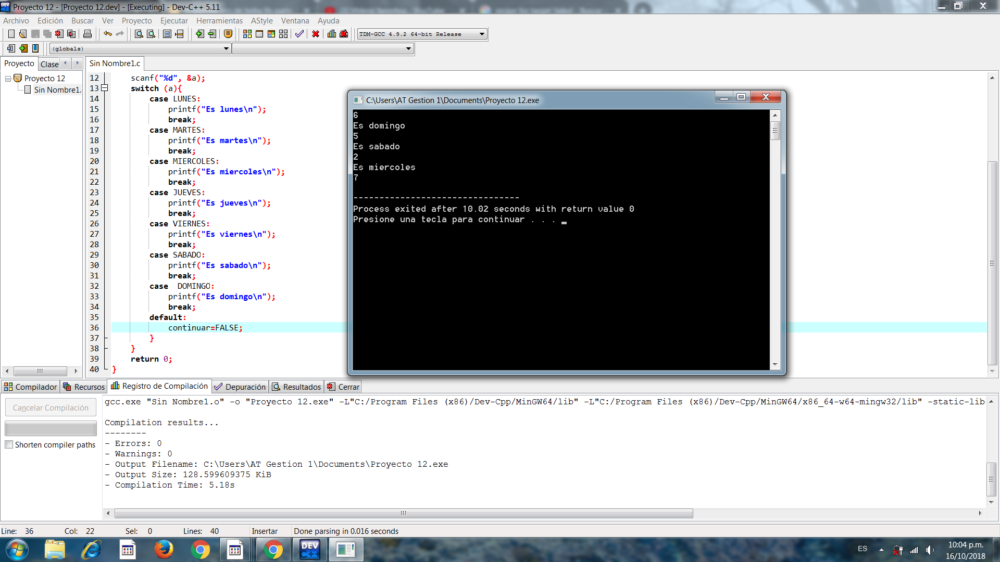 Proyecto 12 - [Proyecto 12.dev] - [Executing] - Dev-C++ 5.11
Archivo Edición Buscar Ver Proyecto Ejecutar Herramientas AStyle Ventana Ayuda
TDM-GCC 4.9.2 64-bit Release
(globals)
Proyecto Clase
Sin Nombre1.c
Proyecto 12
Sin Nombre1.
12 scanf("%d", &a);
13 switch (a){
14 case LUNES:
15 printf("Es lunes\n");
16 break;
17 case MARTES:
18 printf("Es martes\n");
19 break;
20 case MIERCOLES:
21 printf("Es miercoles\n");
22 break;
23 case JUEVES:
24 printf("Es jueves\n");
25 break;
26 case VIERNES:
27 printf("Es viernes\n");
28 break;
29 case SABADO:
30 printf("Es sabado\n");
31 break;
32 case  DOMINGO:
33 printf("Es domingo\n");
34 break;
35 default:
36 continuar=FALSE;
37 }
38 }
39 return 0;
40 }
C:\Users\AT Gestion 1\Documents\Proyecto 12.exe
6
Es domingo
5
Es sabado
2
Es miercoles
7
--------------------------------
Process exited after 10.02 seconds with return value 0
Presione una tecla para continuar . . .
Compilador Recursos Registro de Compilación Depuración Resultados Cerrar
Cancelar Compilación
Shorten compiler paths
gcc.exe "Sin Nombre1.o" -o "Proyecto 12.exe" -L"C:/Program Files (x86)/Dev-Cpp/MinGW64/lib" -L"C:/Program Files (x86)/Dev-Cpp/MinGW64/x86_64-w64-mingw32/lib" -static-lib
Compilation results...
--------
- Errors: 0
- Warnings: 0
- Output Filename: C:\Users\AT Gestion 1\Documents\Proyecto 12.exe
- Output Size: 128.599609375 KiB
- Compilation Time: 5.18s
Line: 36 Col: 22 Sel: 0 Lines: 40 Insertar Done parsing in 0.016 seconds
DEV C++
ES
10:04 p.m.
16/10/2018